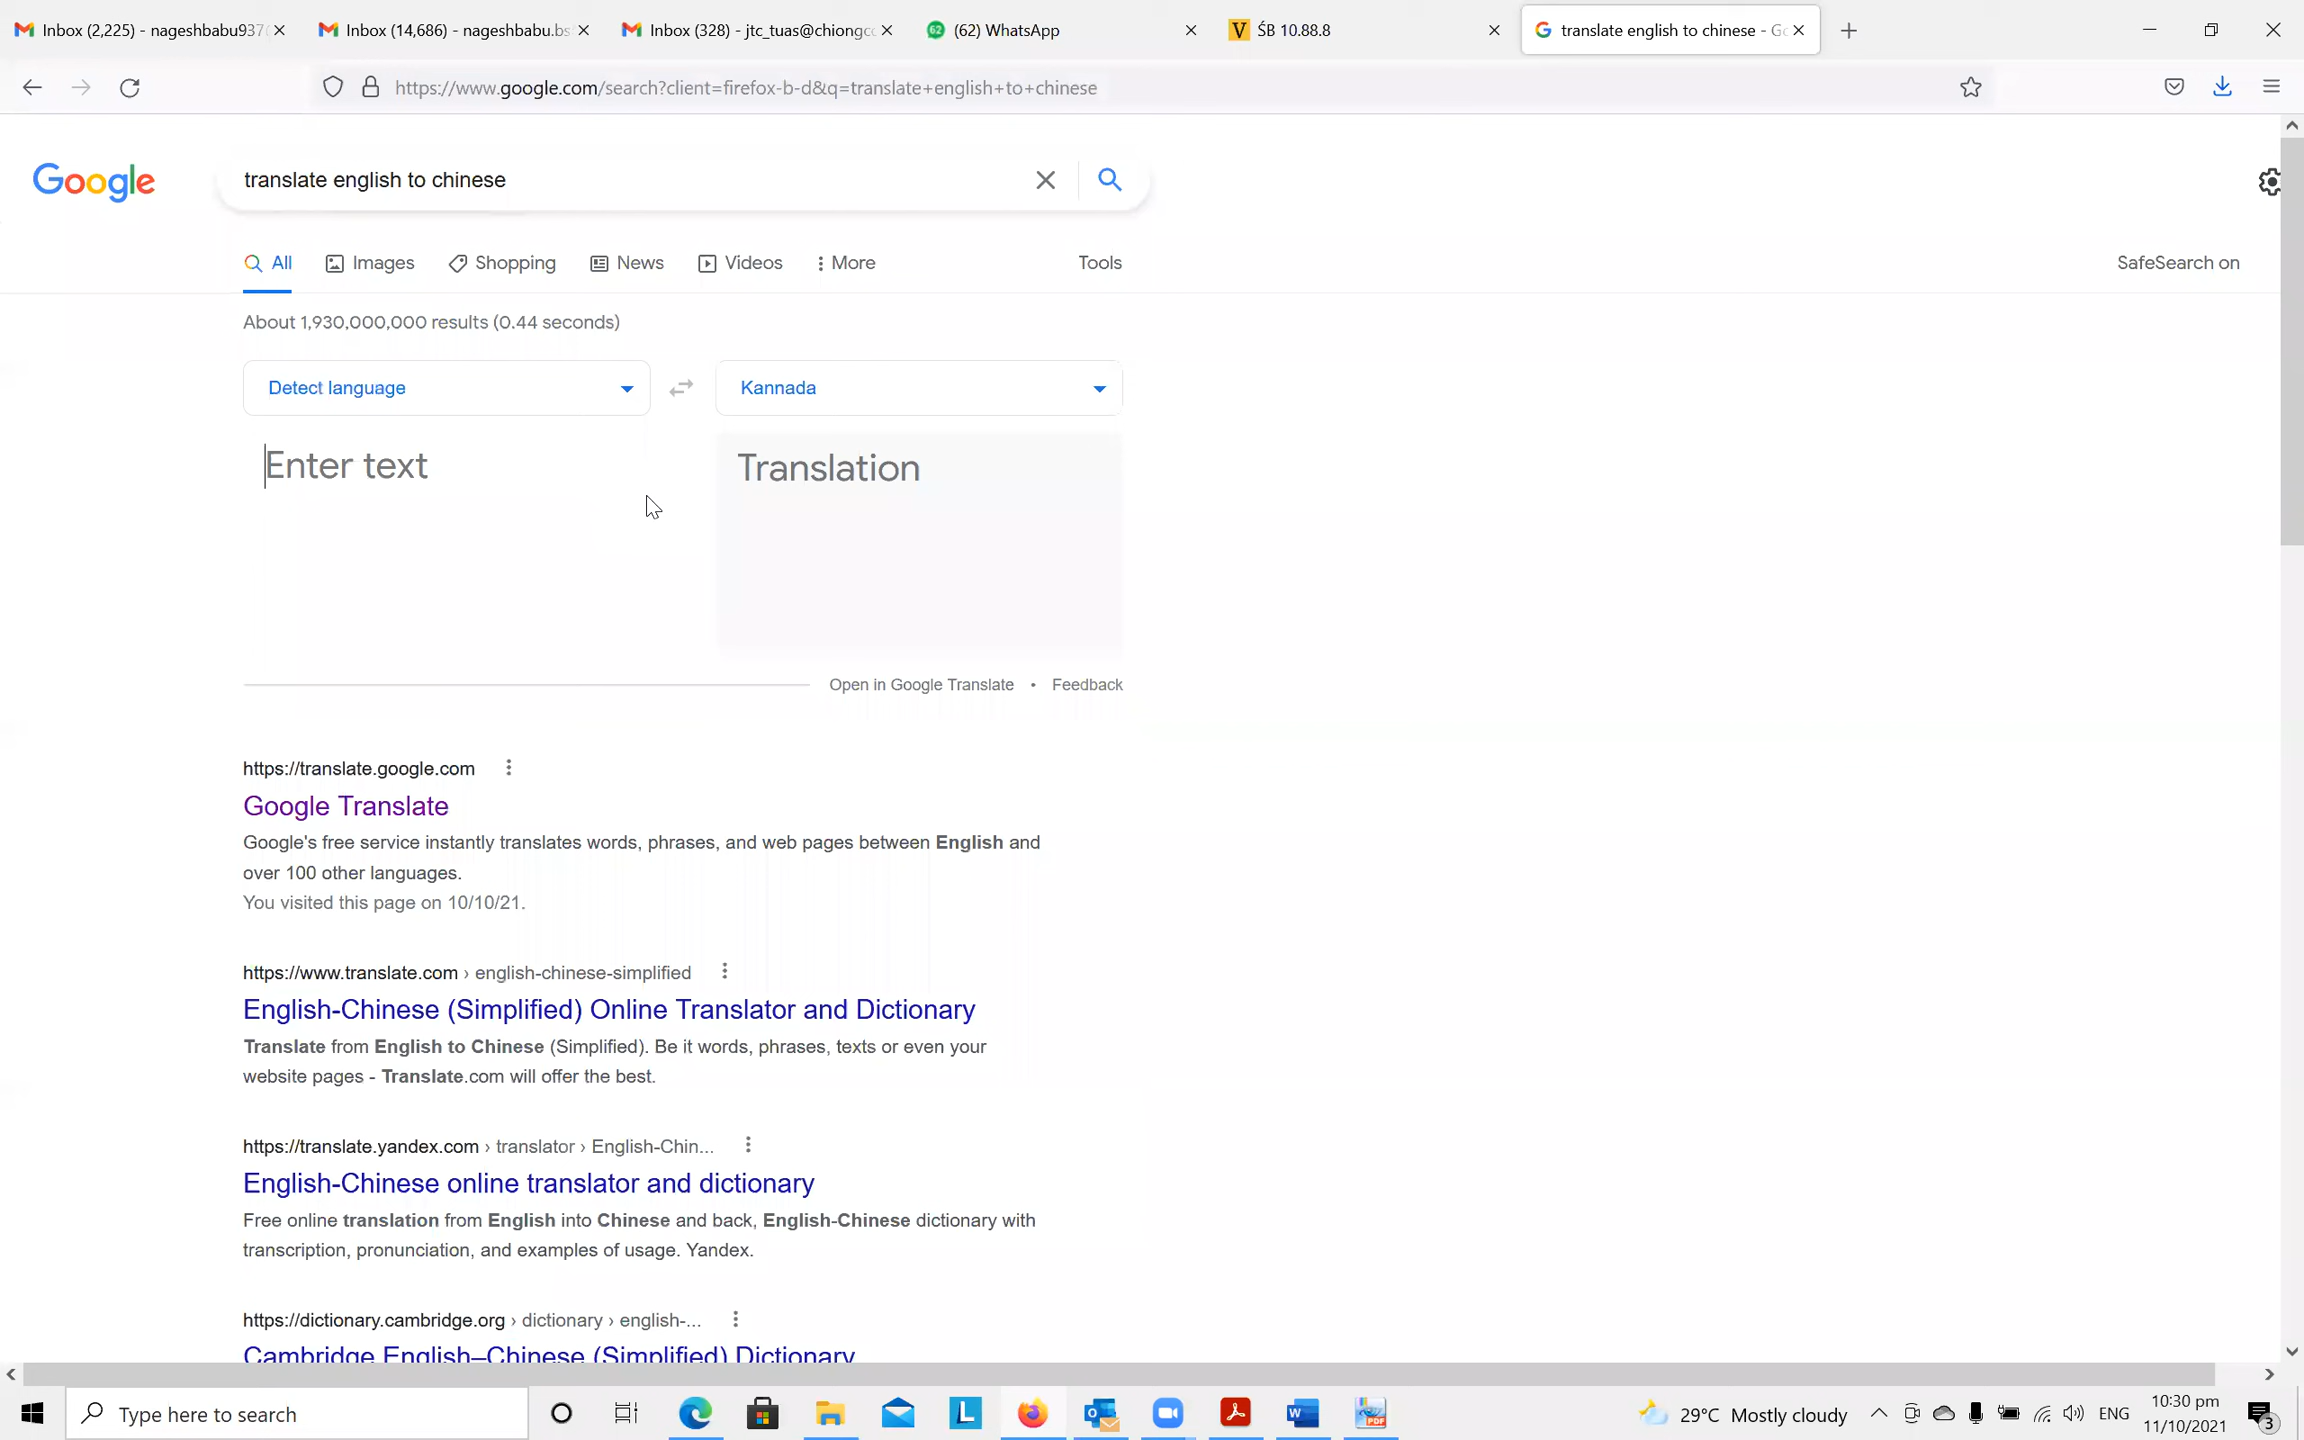 Inbox (2,225) - nageshbabu937
Inbox (14,686) - nageshbabu.bs
Inbox (328) - jtc_tuas@chiongcc
(62) WhatsApp
V ŚB 10.88.8
translate english to chinese - Go
https://www.google.com/search?client=firefox-b-d&q=translate+english+to+chinese
Google
translate english to chinese
All Images Shopping News Videos More Tools SafeSearch on
About 1,930,000,000 results (0.44 seconds)
Detect language Kannada
Enter text Translation
Open in Google Translate • Feedback
https://translate.google.com
Google Translate
Google's free service instantly translates words, phrases, and web pages between English and
over 100 other languages.
You visited this page on 10/10/21.
https://www.translate.com › english-chinese-simplified
English-Chinese (Simplified) Online Translator and Dictionary
Translate from English to Chinese (Simplified). Be it words, phrases, texts or even your
website pages - Translate.com will offer the best.
https://translate.yandex.com › translator › English-Chin...
English-Chinese online translator and dictionary
Free online translation from English into Chinese and back, English-Chinese dictionary with
transcription, pronunciation, and examples of usage. Yandex.
https://dictionary.cambridge.org › dictionary › english-...
Cambridge English–Chinese (Simplified) Dictionary
Type here to search
29°C Mostly cloudy
ENG
10:30 pm
11/10/2021
3